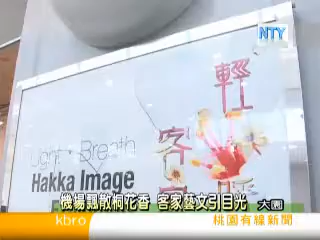 NTY
輕
客家
Light, Breath
Hakka Image
機場飄散桐花香 客家藝文引目光 大園
kbro 桃園有線新聞